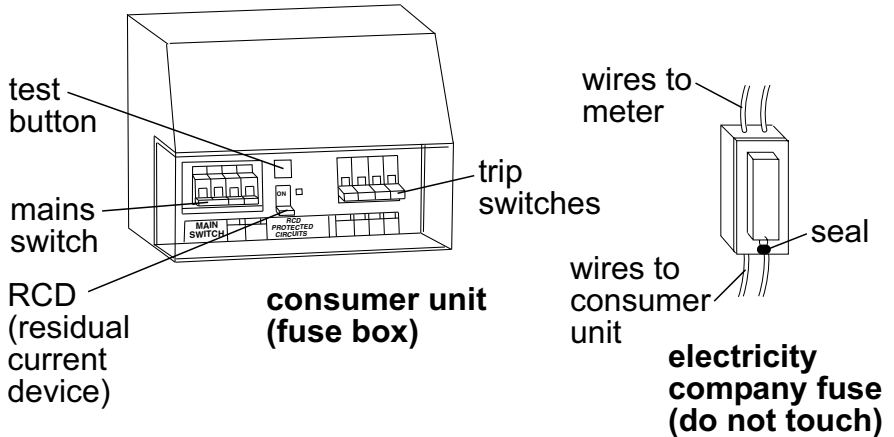 test
button
mains
switch
RCD
(residual
current
device)
ON
MAIN
SWITCH
RCD
PROTECTED
CIRCUITS
trip
switches
consumer unit
(fuse box)
wires to
meter
seal
wires to
consumer
unit
electricity
company fuse
(do not touch)